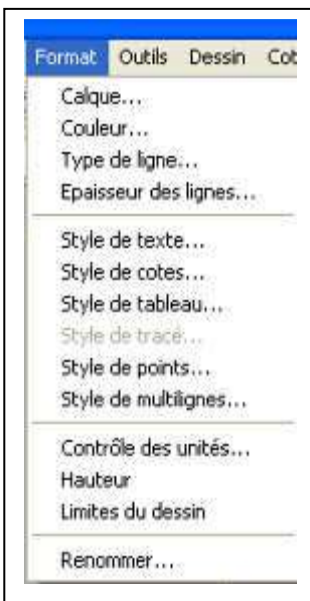 Format Outils Dessin Cot
Calque...
Couleur...
Type de ligne...
Epaisseur des lignes...
Style de texte...
Style de cotes...
Style de tableau...
Style de tracé...
Style de points...
Style de multilignes...
Contrôle des unités...
Hauteur
Limites du dessin
Renommer...